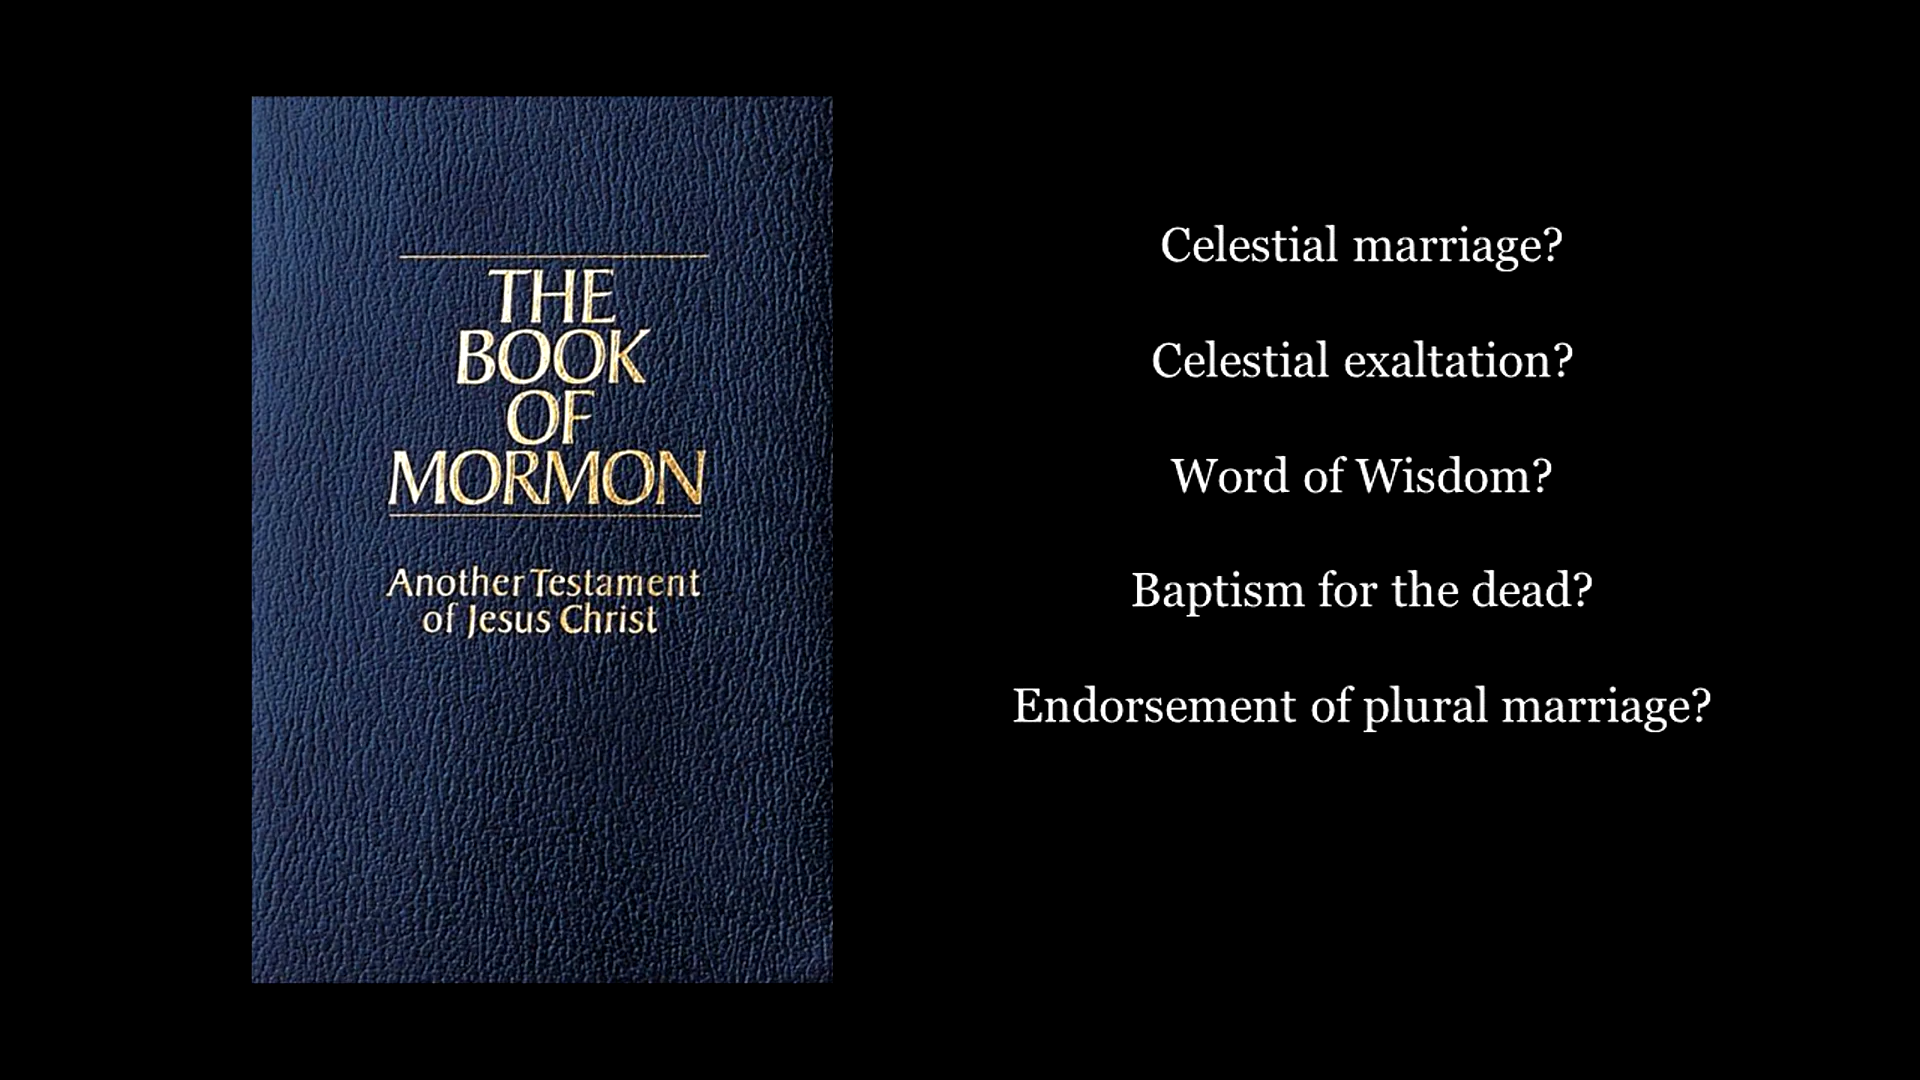 THE
BOOK
OF
MORMON
Another Testament
of Jesus Christ
Celestial marriage?
Celestial exaltation?
Word of Wisdom?
Baptism for the dead?
Endorsement of plural marriage?